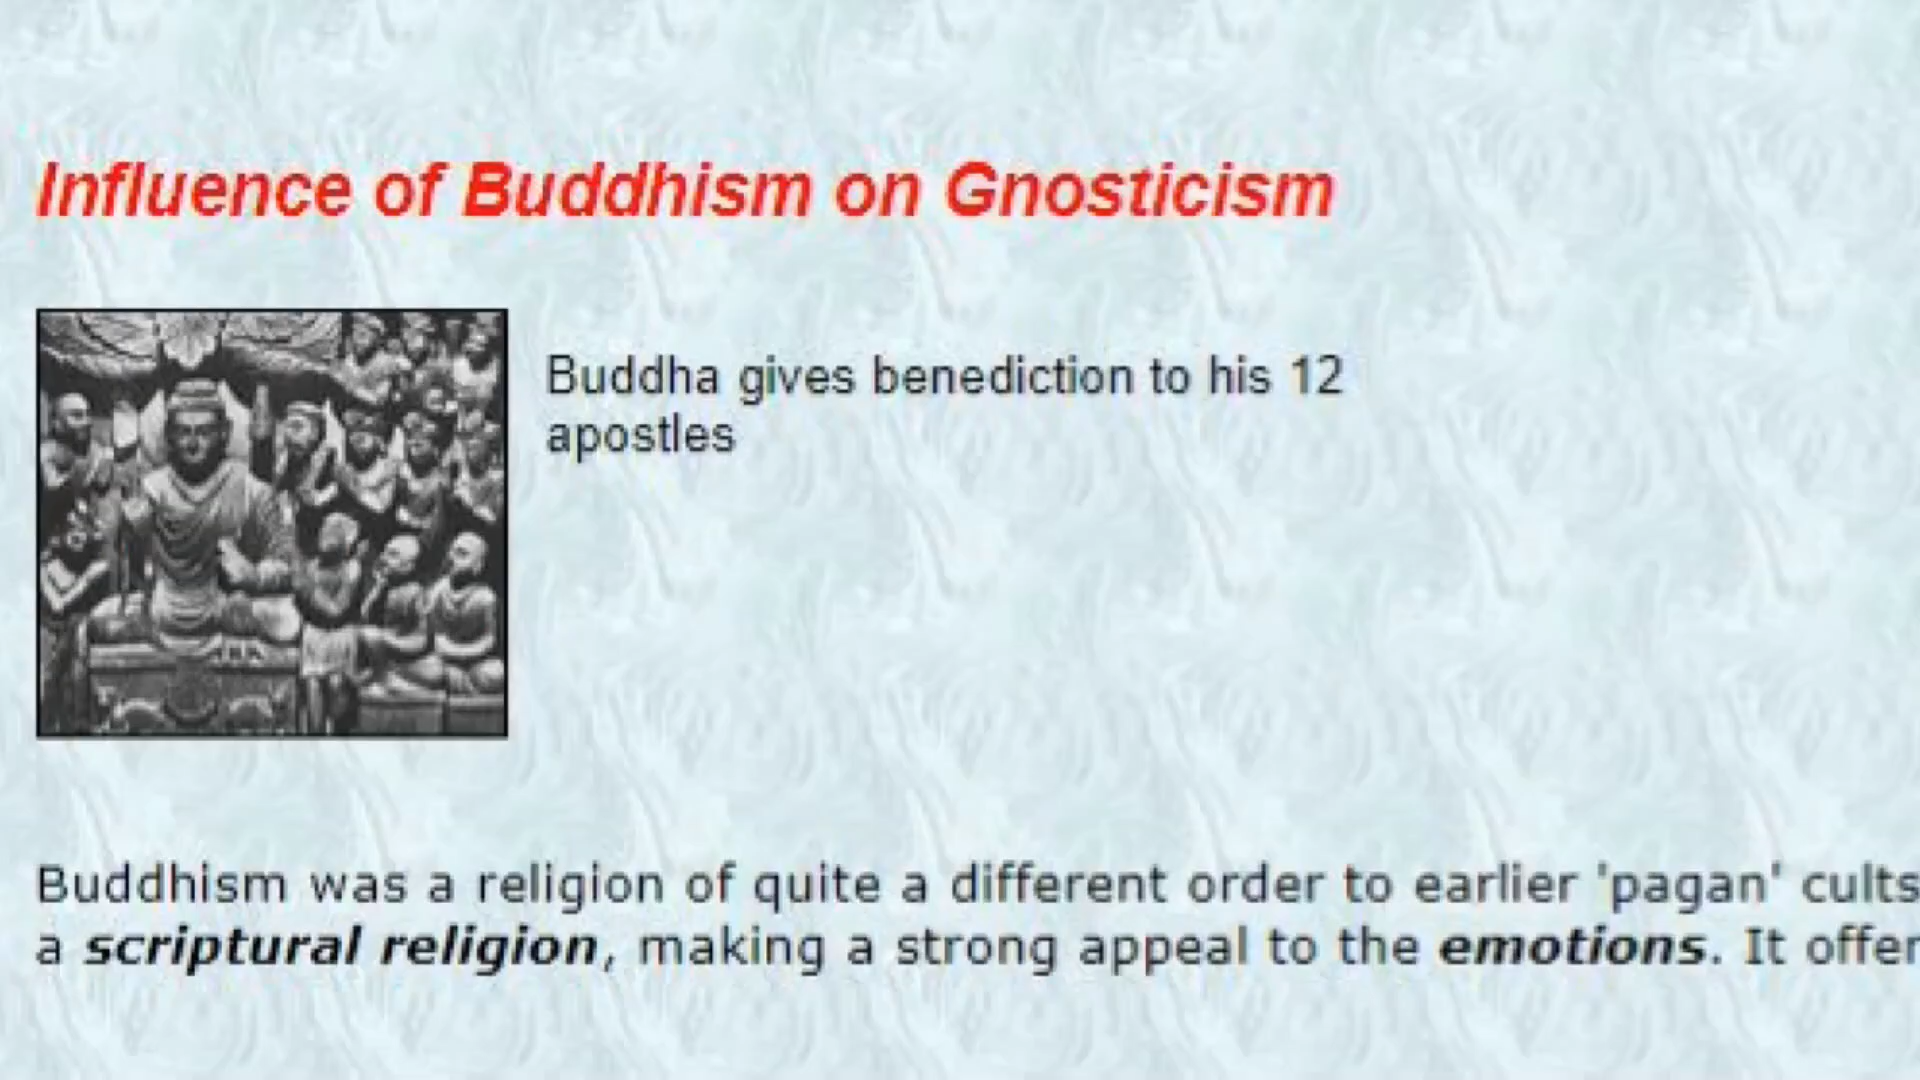 Influence of Buddhism on Gnosticism
Buddha gives benediction to his 12
apostles
Buddhism was a religion of quite a different order to earlier 'pagan' cults
a scriptural religion, making a strong appeal to the emotions. It offer